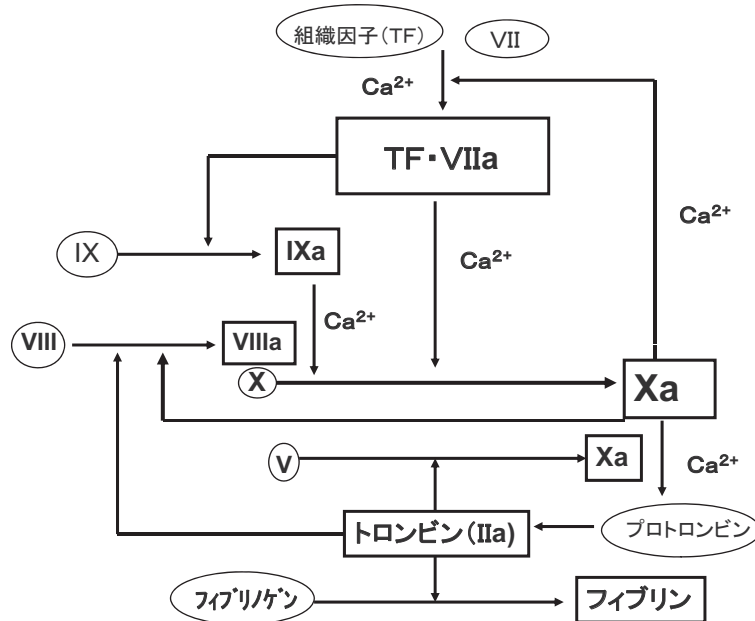 組織因子(TF)
VII
Ca²⁺
TF・VIIa
Ca²⁺
IX
IXa
Ca²⁺
Ca²⁺
VIII
VIIIa
X
Xa
V
Xa
Ca²⁺
トロンビン(IIa)
プロトロンビン
フィブリノゲン
フィブリン